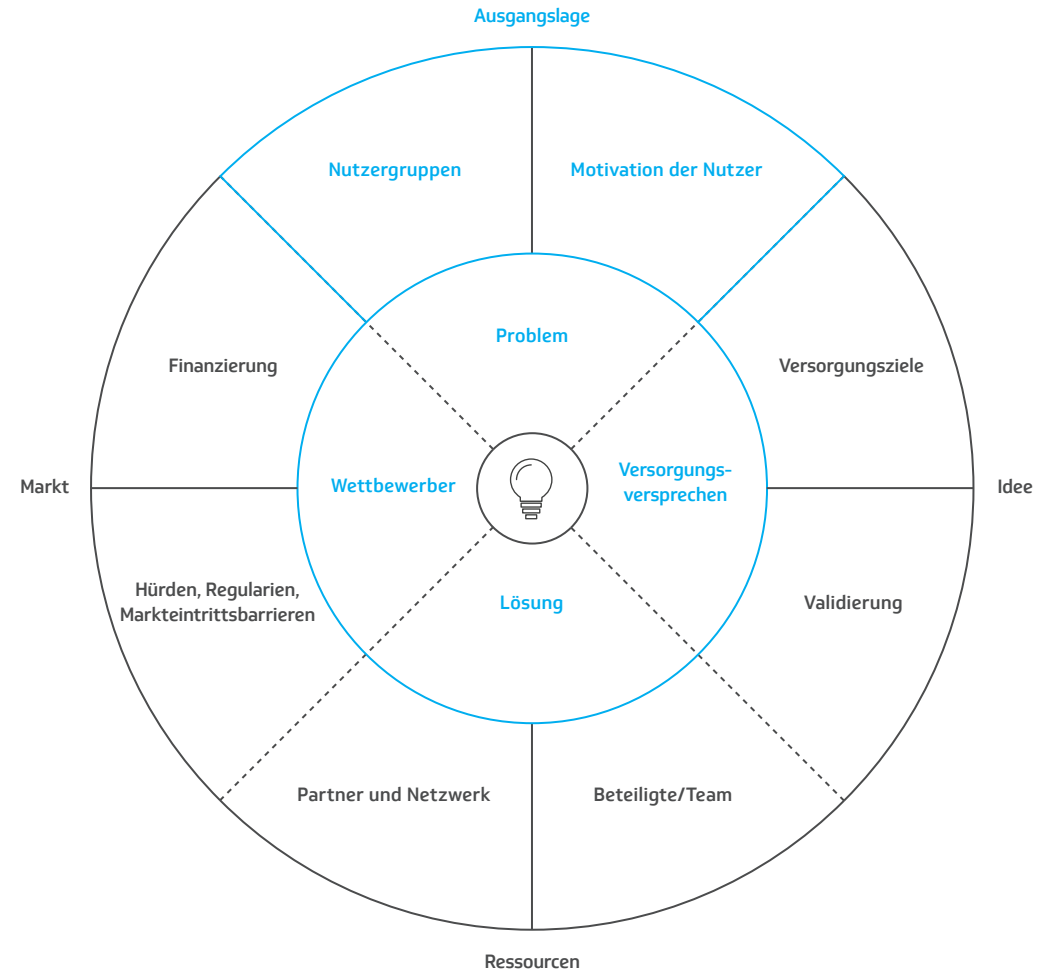 Ausgangslage
Nutzergruppen
Motivation der Nutzer
Problem
Finanzierung
Versorgungsziele
Markt
Wettbewerber
Versorgungs-
versprechen
Idee
Hürden, Regularien,
Markteintrittsbarrieren
Lösung
Validierung
Partner und Netzwerk
Beteiligte/Team
Ressourcen